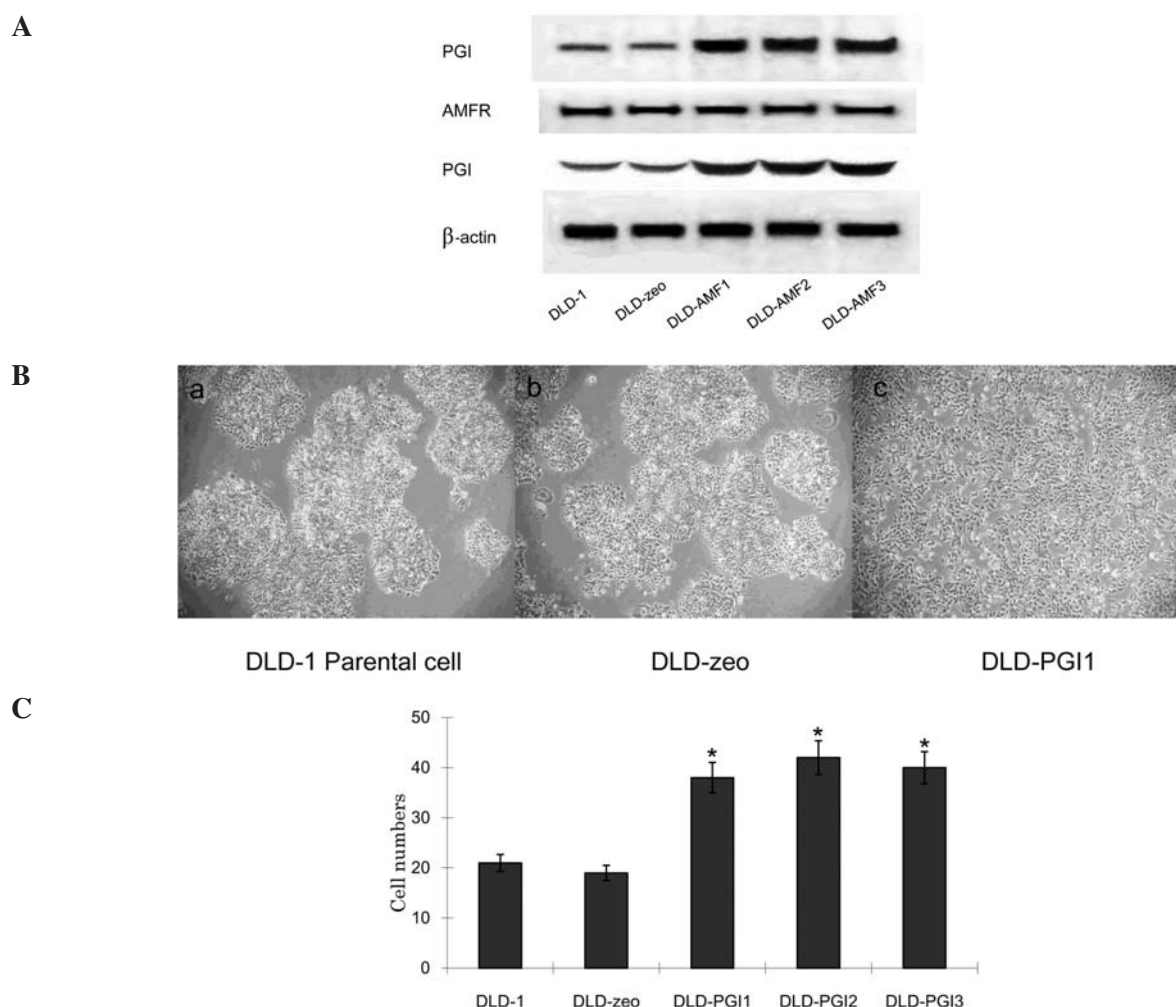 A
PGI
AMFR
PGI
β-actin
DLD-1 DLD-zeo DLD-AMF1 DLD-AMF2 DLD-AMF3
B
a b c
DLD-1 Parental cell DLD-zeo DLD-PGI1
C
50
40
30
20
10
0
Cell numbers
* * *
DLD-1 DLD-zeo DLD-PGI1 DLD-PGI2 DLD-PGI3